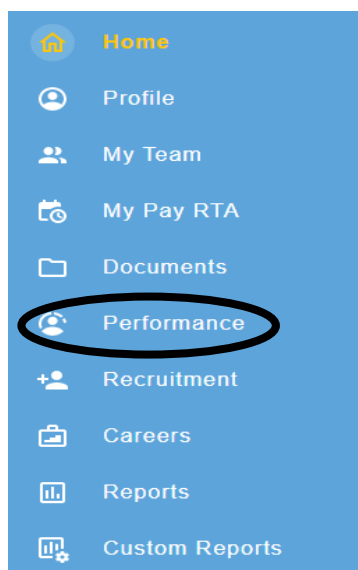 Home
Profile
My Team
My Pay RTA
Documents
Performance
Recruitment
Careers
Reports
Custom Reports